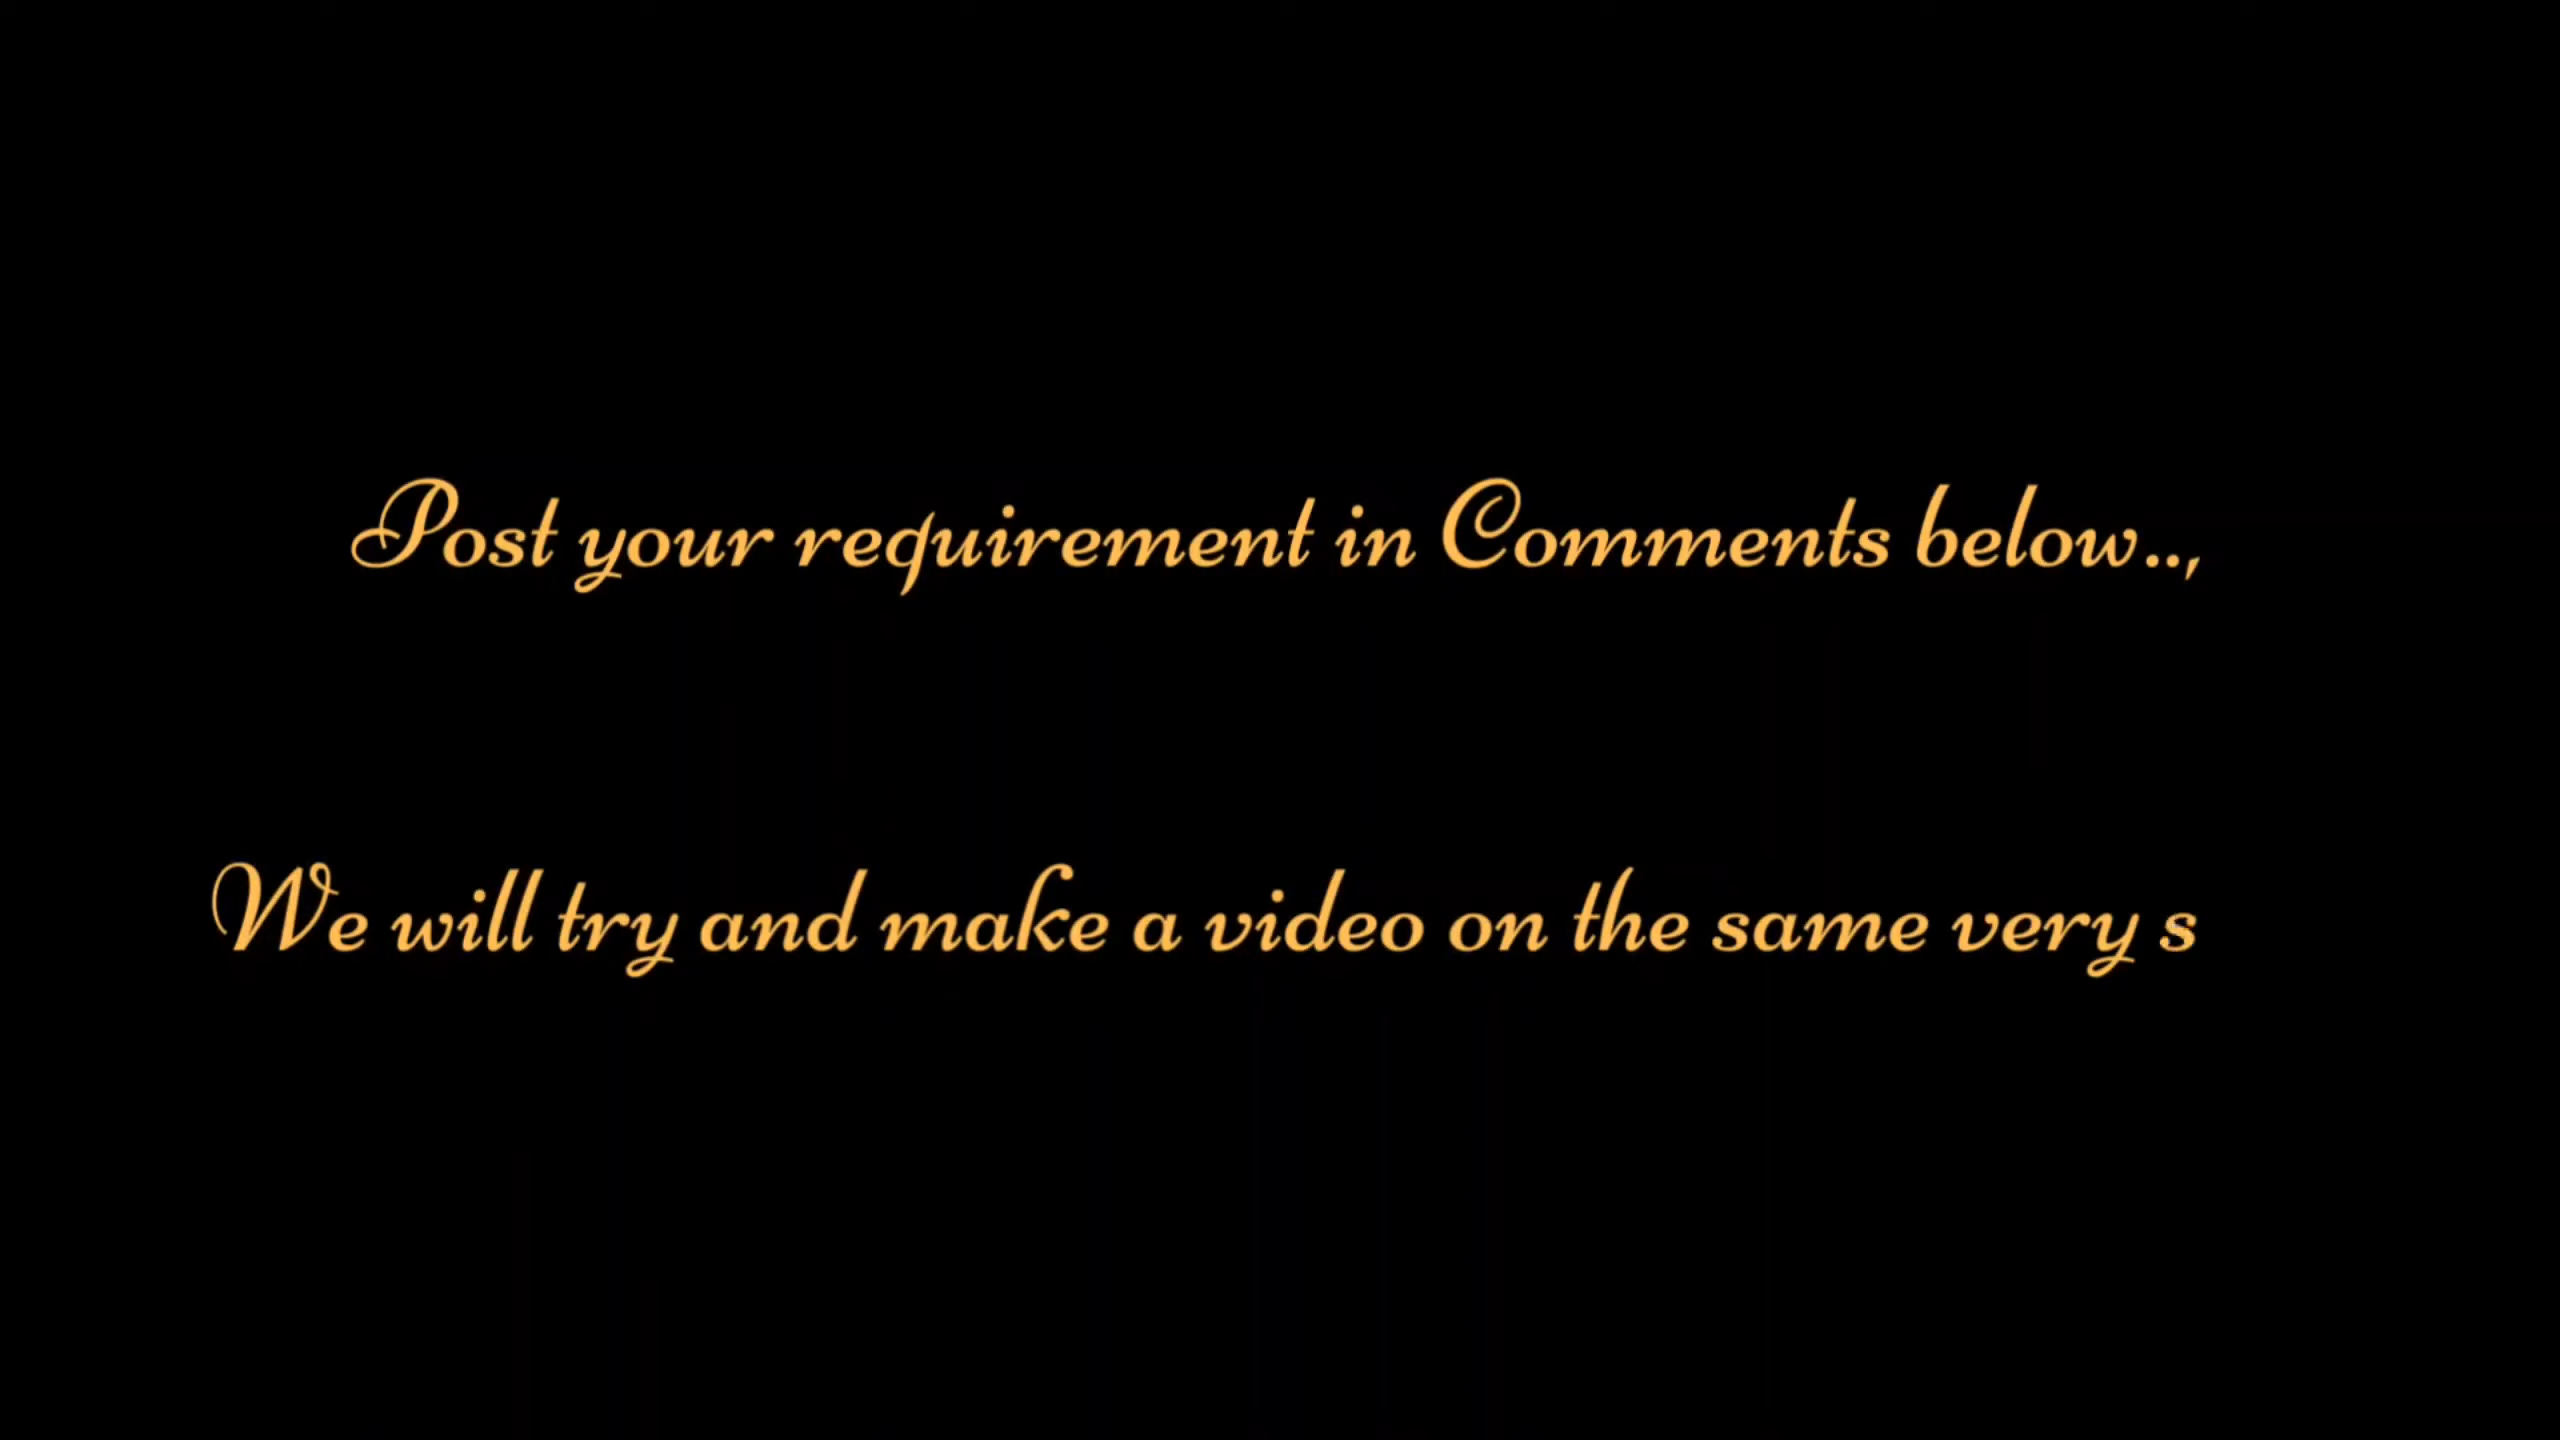 Post your requirement in Comments below..,
We will try and make a video on the same very s